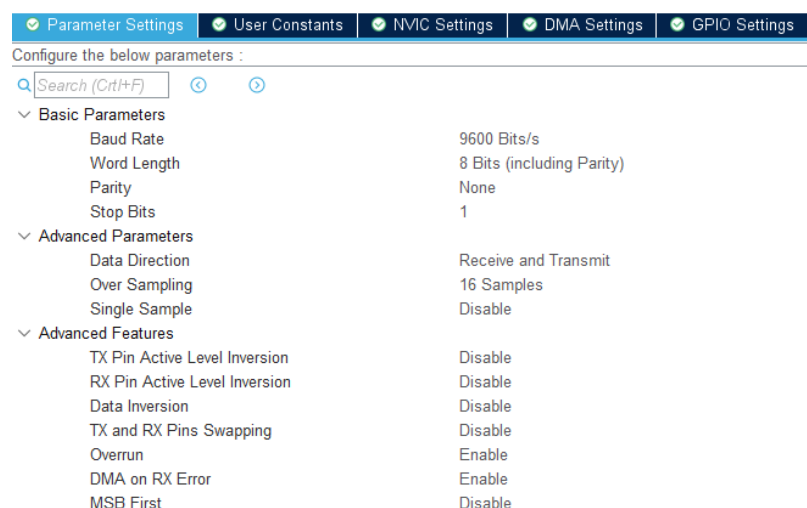 Parameter Settings User Constants NVIC Settings DMA Settings GPIO Settings
Configure the below parameters :
Search (Crtl+F)
Basic Parameters
Baud Rate 9600 Bits/s
Word Length 8 Bits (including Parity)
Parity None
Stop Bits 1
Advanced Parameters
Data Direction Receive and Transmit
Over Sampling 16 Samples
Single Sample Disable
Advanced Features
TX Pin Active Level Inversion Disable
RX Pin Active Level Inversion Disable
Data Inversion Disable
TX and RX Pins Swapping Disable
Overrun Enable
DMA on RX Error Enable
MSB First Disable